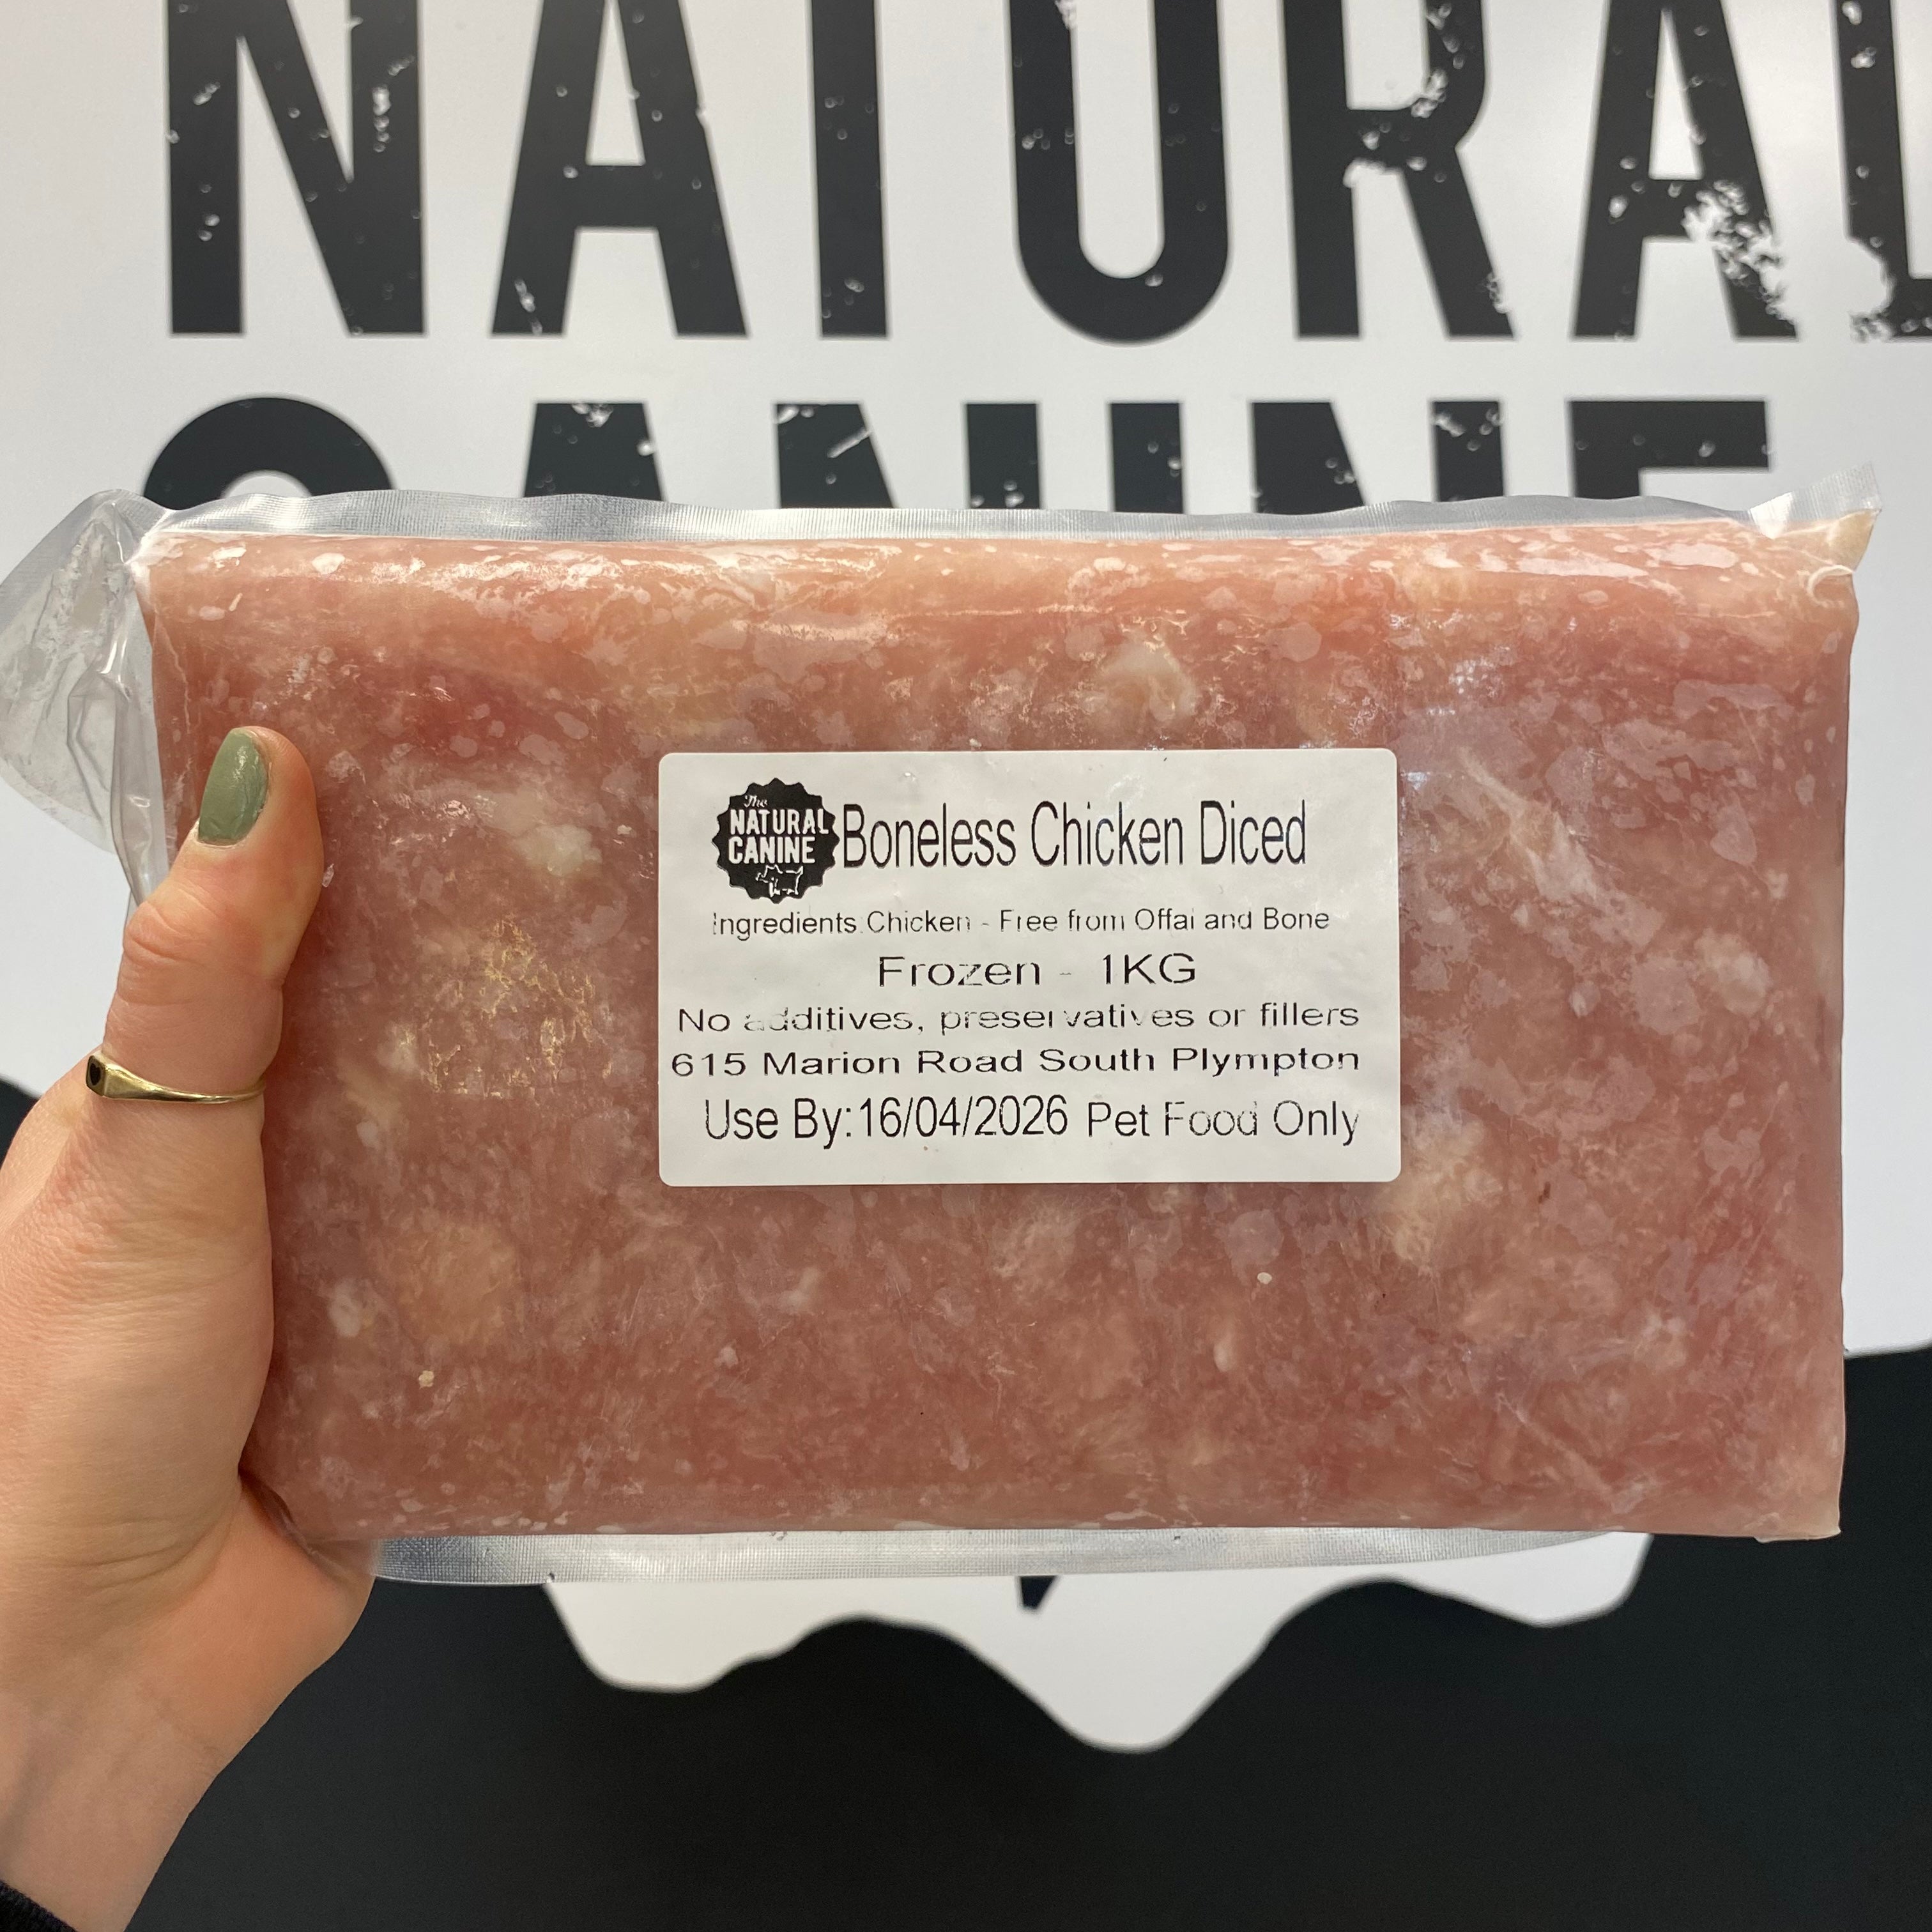 NATURAL
CANINE
The
NATURAL
CANINE
Boneless Chicken Diced
Ingredients: Chicken - Free from Offal and Bone
Frozen - 1KG
No additives, preservatives or fillers
615 Marion Road South Plympton
Use By:16/04/2026 Pet Food Only